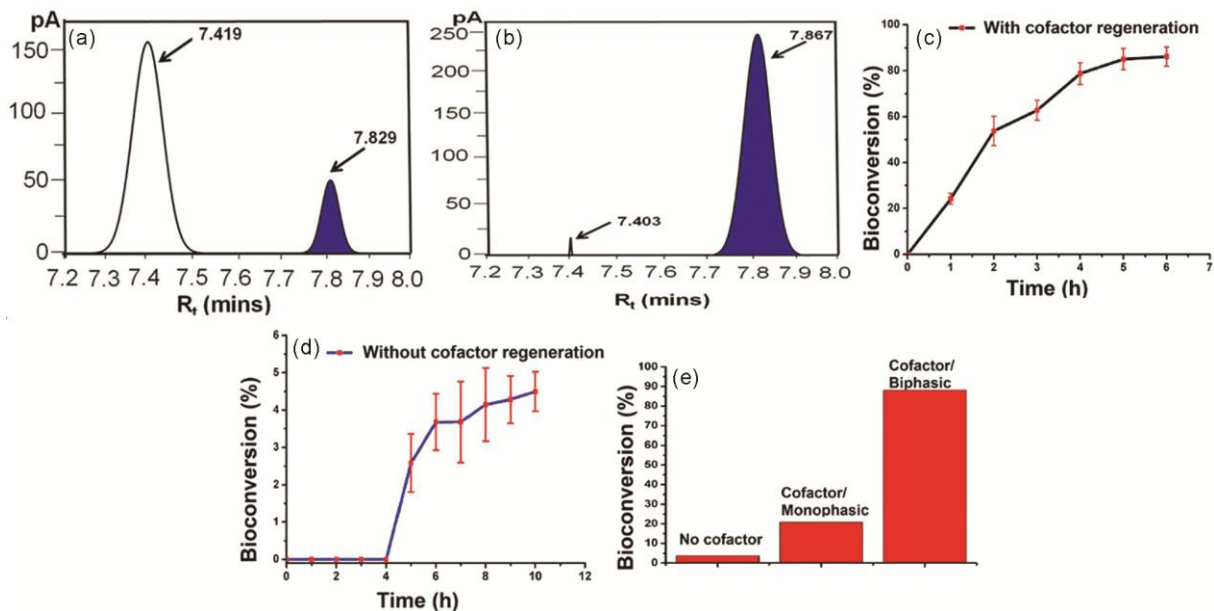 pA
(a)
7.419
150
100
50
0
7.829
7.2 7.3 7.4 7.5 7.6 7.7 7.8 7.9 8.0
Rt (mins)
pA
(b)
7.867
250
200
150
100
50
0
7.403
7.2 7.3 7.4 7.5 7.6 7.7 7.8 7.9 8.0
Rt (mins)
(c)
With cofactor regeneration
Bioconversion (%)
100
80
60
40
20
0
0 1 2 3 4 5 6 7
Time (h)
(d)
Without cofactor regeneration
Bioconversion (%)
6
5
4
3
2
1
0
0 2 4 6 8 10 12
Time (h)
(e)
Bioconversion (%)
100
90
80
70
60
50
40
30
20
10
0
No cofactor
Cofactor/
Monophasic
Cofactor/
Biphasic